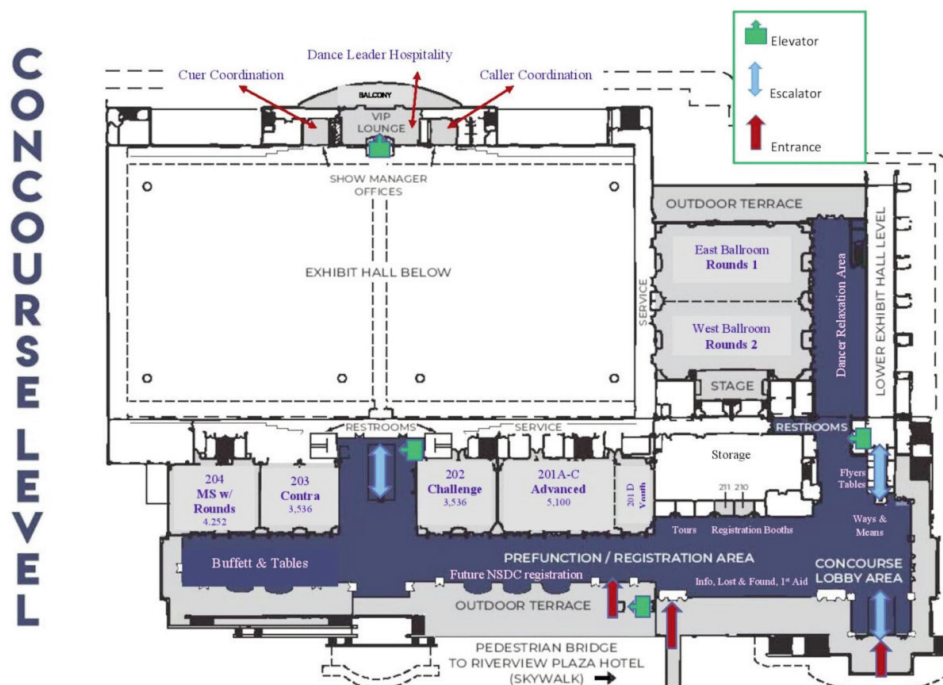 CONCOURSE LEVEL
Elevator
Escalator
Entrance
Dance Leader Hospitality
Cuer Coordination
Caller Coordination
BALCONY
VIP
LOUNGE
SHOW MANAGER
OFFICES
EXHIBIT HALL BELOW
SERVICE
OUTDOOR TERRACE
East Ballroom
Rounds 1
West Ballroom
Rounds 2
STAGE
Dancer Relaxation Area
LOWER EXHIBIT HALL LEVEL
RESTROOMS
SERVICE
RESTROOMS
204
MS w/
Rounds
4.252
203
Contra
3,536
202
Challenge
3,536
201A-C
Advanced
5,100
201 D
Youth
Storage
211 210
Tours
Registration Booths
Flyers
Tables
Ways &
Means
Buffett & Tables
PREFUNCTION / REGISTRATION AREA
Future NSDC registration
Info, Lost & Found, 1st Aid
CONCOURSE
LOBBY AREA
OUTDOOR TERRACE
PEDESTRIAN BRIDGE
TO RIVERVIEW PLAZA HOTEL
(SKYWALK)